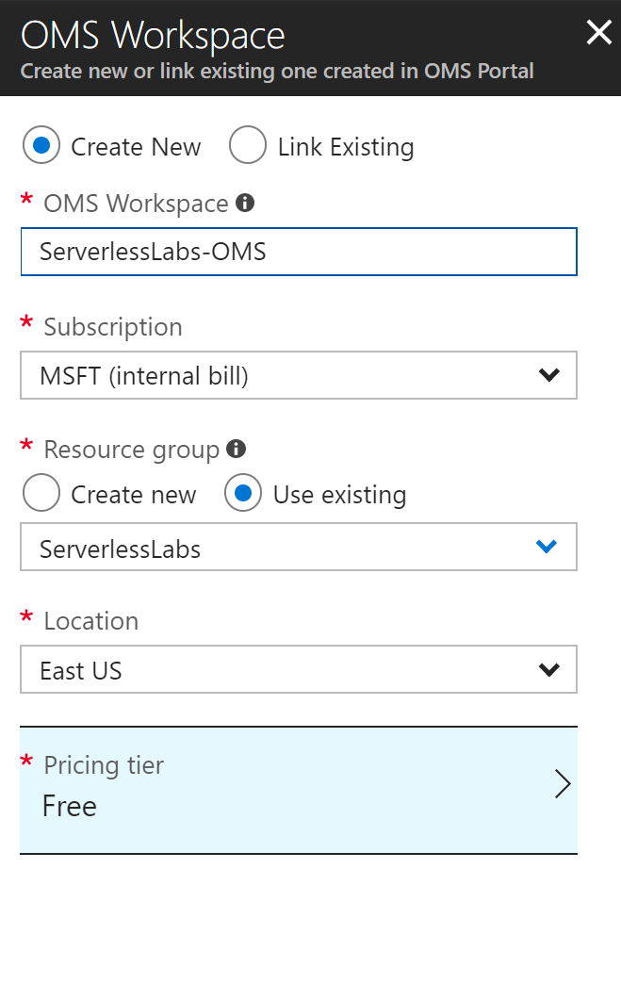 OMS Workspace
Create new or link existing one created in OMS Portal
Create New Link Existing
* OMS Workspace
ServerlessLabs-OMS
* Subscription
MSFT (internal bill)
* Resource group
Create new Use existing
ServerlessLabs
* Location
East US
* Pricing tier
Free